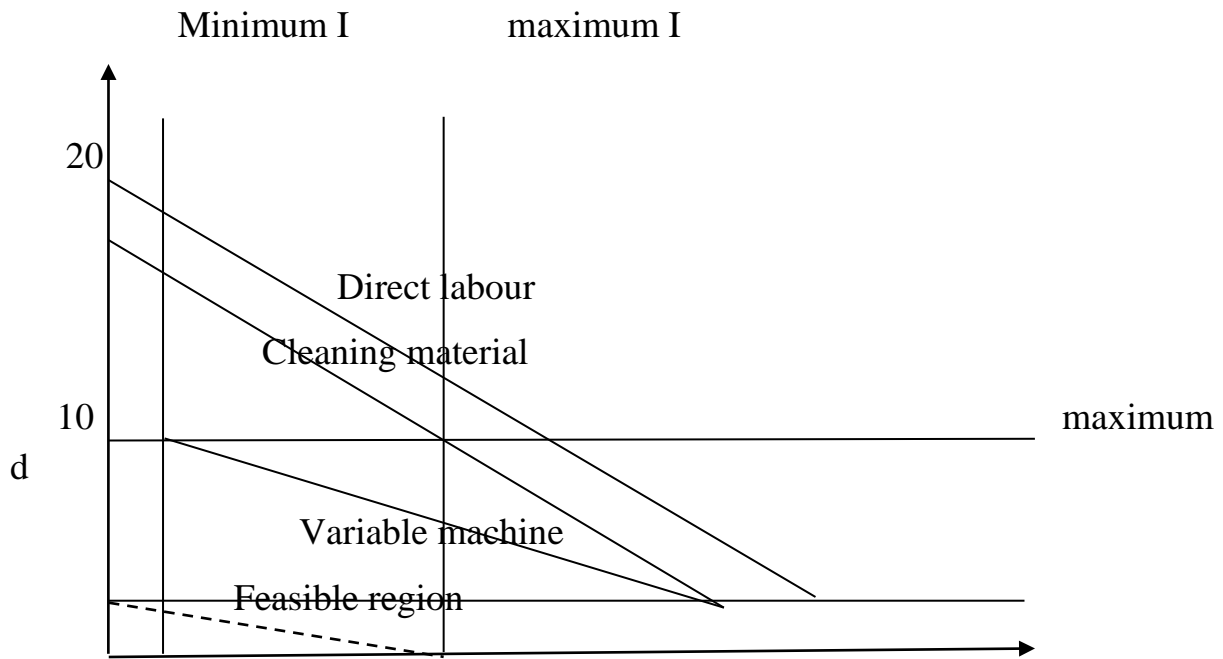 Minimum I maximum I
20
Direct labour
Cleaning material
10 maximum
d
Variable machine
Feasible region